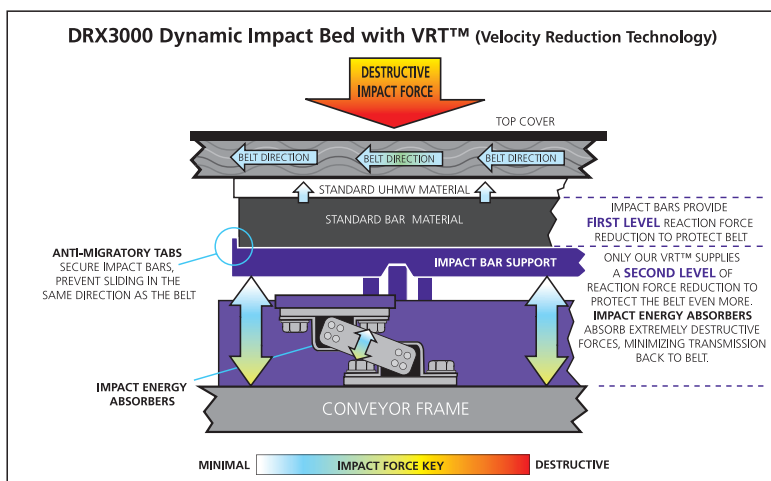 DRX3000 Dynamic Impact Bed with VRT™ (Velocity Reduction Technology)
DESTRUCTIVE
IMPACT FORCE
TOP COVER
BELT DIRECTION
BELT DIRECTION
BELT DIRECTION
STANDARD UHMW MATERIAL
STANDARD BAR MATERIAL
IMPACT BARS PROVIDE
FIRST LEVEL REACTION FORCE
REDUCTION TO PROTECT BELT
ANTI-MIGRATORY TABS
SECURE IMPACT BARS,
PREVENT SLIDING IN THE
SAME DIRECTION AS THE BELT
IMPACT BAR SUPPORT
ONLY OUR VRT™ SUPPLIES
A SECOND LEVEL OF
REACTION FORCE REDUCTION TO
PROTECT THE BELT EVEN MORE.
IMPACT ENERGY ABSORBERS
ABSORB EXTREMELY DESTRUCTIVE
FORCES, MINIMIZING TRANSMISSION
BACK TO BELT.
IMPACT ENERGY
ABSORBERS
CONVEYOR FRAME
MINIMAL
IMPACT FORCE KEY
DESTRUCTIVE